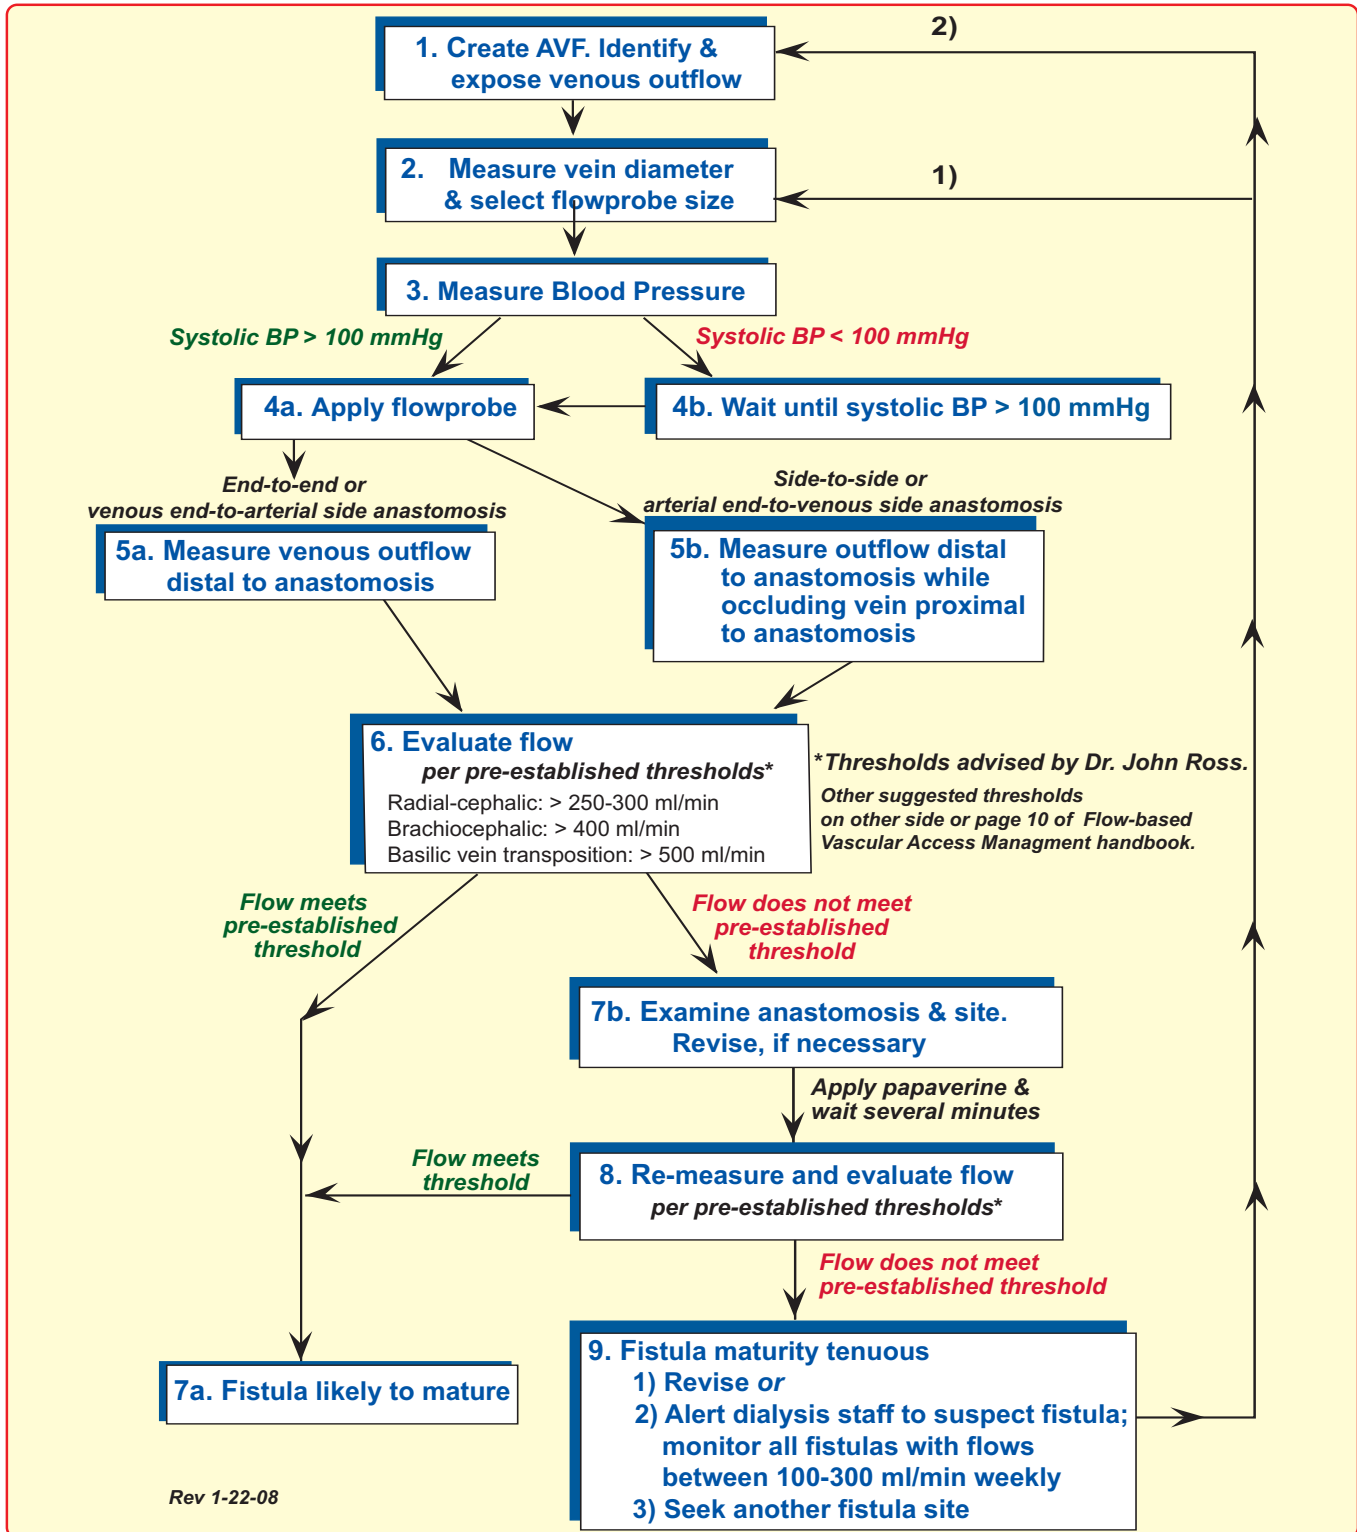 2)
1. Create AVF. Identify &
expose venous outflow
1)
2. Measure vein diameter
& select flowprobe size
3. Measure Blood Pressure
Systolic BP > 100 mmHg
Systolic BP < 100 mmHg
4a. Apply flowprobe
4b. Wait until systolic BP > 100 mmHg
End-to-end or
venous end-to-arterial side anastomosis
Side-to-side or
arterial end-to-venous side anastomosis
5a. Measure venous outflow
distal to anastomosis
5b. Measure outflow distal
to anastomosis while
occluding vein proximal
to anastomosis
6. Evaluate flow
per pre-established thresholds*
Radial-cephalic: > 250-300 ml/min
Brachiocephalic: > 400 ml/min
Basilic vein transposition: > 500 ml/min
*Thresholds advised by Dr. John Ross.
Other suggested thresholds
on other side or page 10 of Flow-based
Vascular Access Managment handbook.
Flow meets
pre-established
threshold
Flow does not meet
pre-established
threshold
7b. Examine anastomosis & site.
Revise, if necessary
Apply papaverine &
wait several minutes
Flow meets
threshold
8. Re-measure and evaluate flow
per pre-established thresholds*
Flow does not meet
pre-established threshold
7a. Fistula likely to mature
9. Fistula maturity tenuous
1) Revise or
2) Alert dialysis staff to suspect fistula;
monitor all fistulas with flows
between 100-300 ml/min weekly
3) Seek another fistula site
Rev 1-22-08